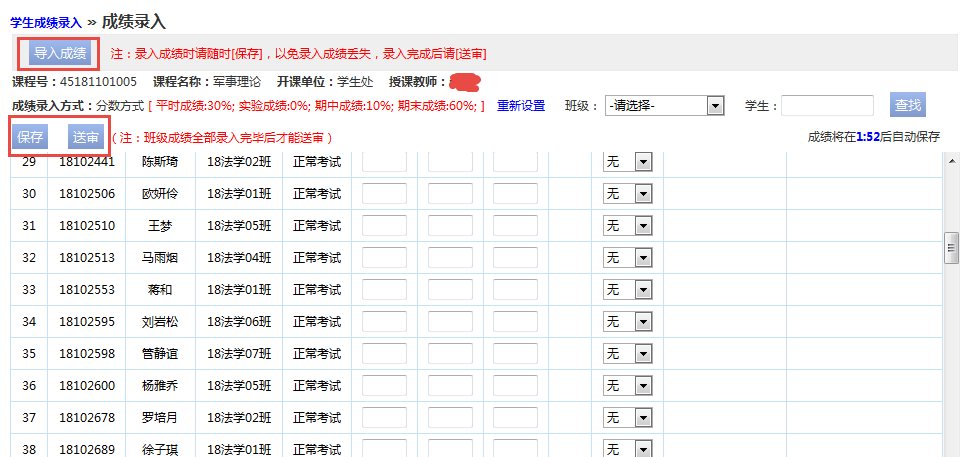 学生成绩录入 » 成绩录入
导入成绩 注：录入成绩时请随时[保存]，以免录入成绩丢失，录入完成后请[送审]
课程号：45181101005 课程名称：军事理论 开课单位：学生处 授课教师：
成绩录入方式：分数方式 [ 平时成绩:30%; 实验成绩:0%; 期中成绩:10%; 期末成绩:60%; ] 重新设置 班级： -请选择- 学生： 查找
保存 送审 （注：班级成绩全部录入完毕后才能送审） 成绩将在1:52后自动保存
29 18102441 陈斯琦 18法学02班 正常考试 无
30 18102506 欧妍伶 18法学01班 正常考试 无
31 18102510 王梦 18法学05班 正常考试 无
32 18102513 马雨烟 18法学04班 正常考试 无
33 18102553 蒋和 18法学01班 正常考试 无
34 18102595 刘岩松 18法学06班 正常考试 无
35 18102598 管静谊 18法学07班 正常考试 无
36 18102600 杨雅乔 18法学05班 正常考试 无
37 18102678 罗培月 18法学02班 正常考试 无
38 18102689 徐子琪 18法学01班 正常考试 无